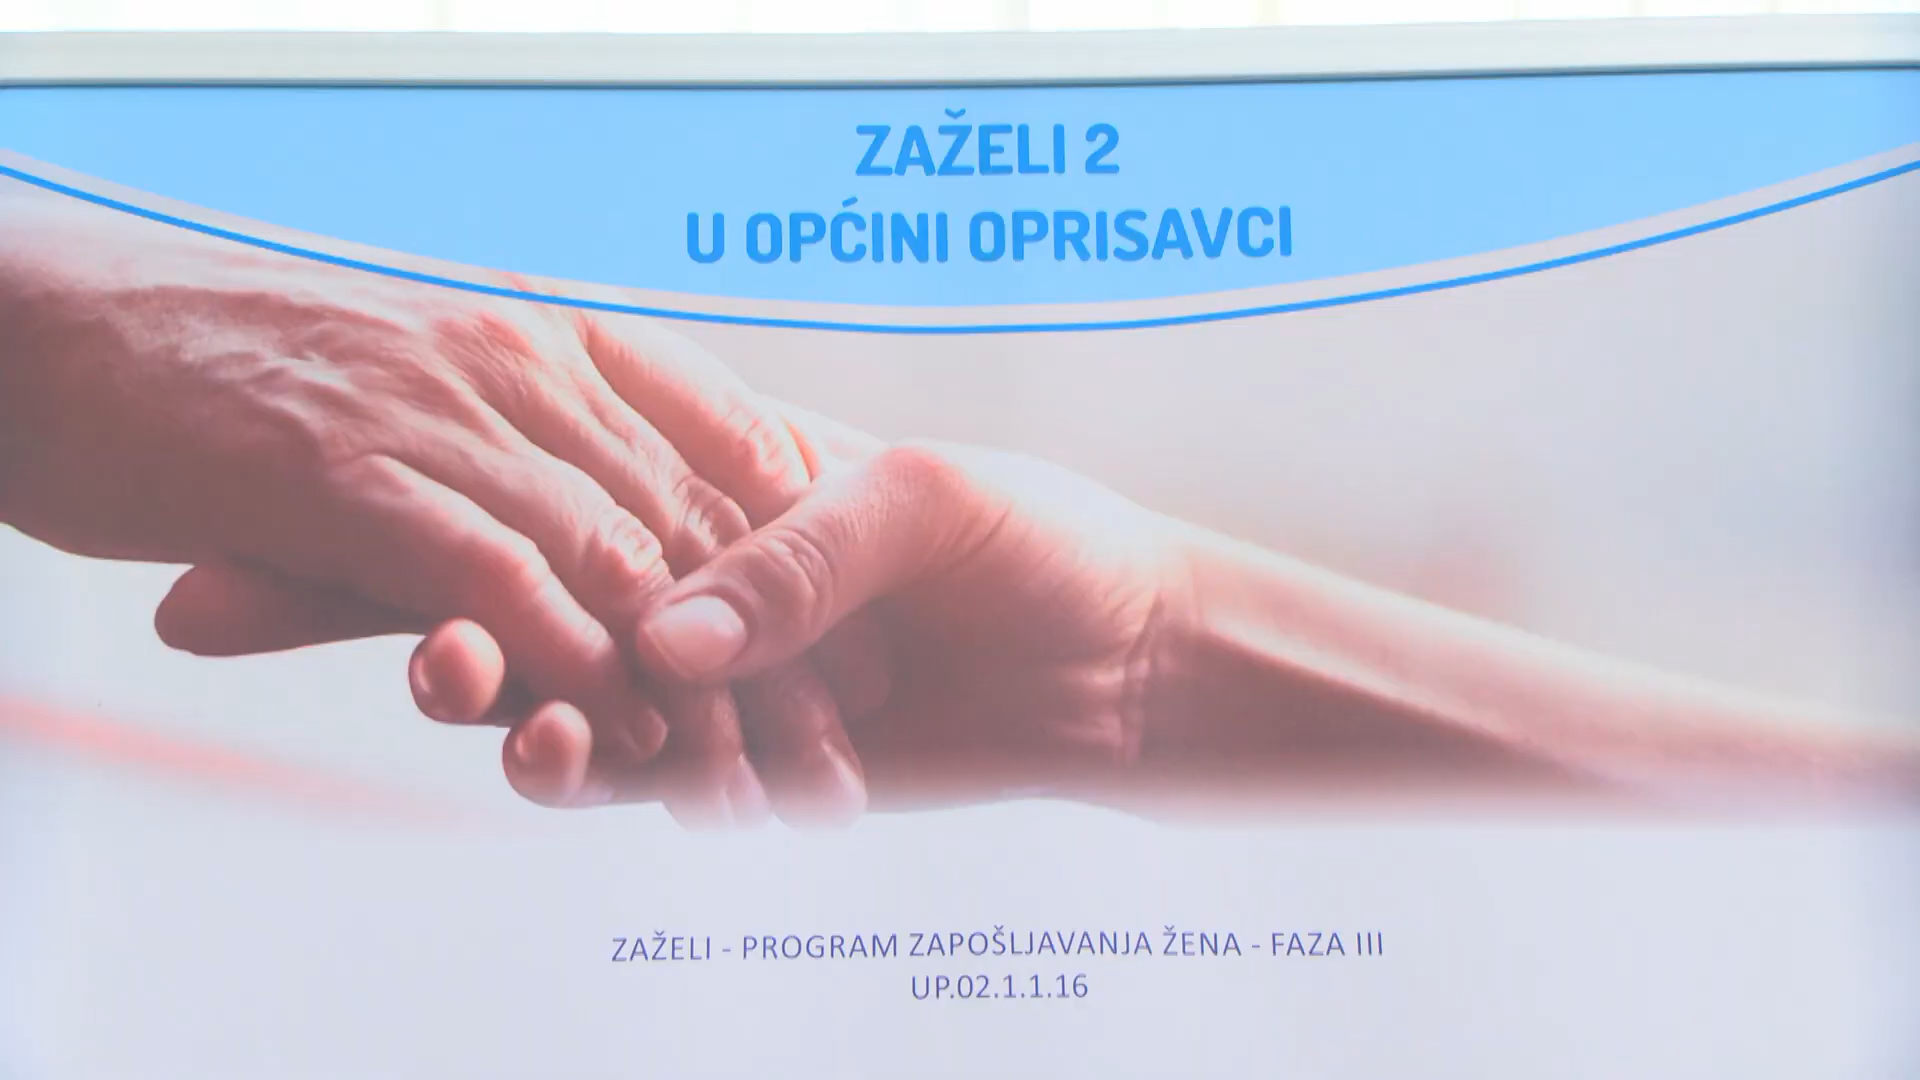 ZAŽELI 2
U OPĆINI OPRISAVCI
ZAŽELI - PROGRAM ZAPOŠLJAVANJA ŽENA - FAZA III
UP.02.1.1.16